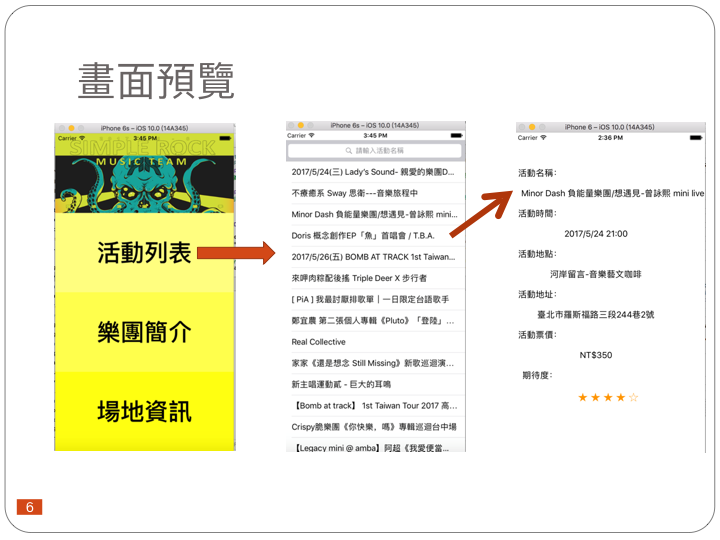 畫面預覽
iPhone 6s – iOS 10.0 (14A345)
Carrier 3:45 PM
SIMPLE ROCK
MUSIC TEAM
活動列表
樂團簡介
場地資訊
iPhone 6s – iOS 10.0 (14A345)
Carrier 3:45 PM
請輸入活動名稱
2017/5/24(三) Lady's Sound- 親愛的樂團D...
不療癒系 Sway 思衛---音樂旅程中
Minor Dash 負能量樂團/想遇見-曾詠熙 mini...
Doris 概念創作EP「魚」首唱會 / T.B.A.
2017/5/26(五) BOMB AT TRACK 1st Taiwan...
來呷肉粽配後搖 Triple Deer X 步行者
[ PiA ] 我最討厭排歌單｜一日限定台語歌手
鄭宜農 第二張個人專輯《Pluto》「登陸」...
Real Collective
家家《還是想念 Still Missing》新歌巡迴演...
新主唱運動貳 - 巨大的耳鳴
【Bomb at track】 1st Taiwan Tour 2017 高...
Crispy脆樂團《你快樂，嗎》專輯巡迴台中場
【Legacy mini @ amba】阿超《我愛便當...
iPhone 6 – iOS 10.0 (14A345)
Carrier 2:36 PM
活動名稱:
Minor Dash 負能量樂團/想遇見-曾詠熙 mini live
活動時間:
2017/5/24 21:00
活動地點:
河岸留言-音樂藝文咖啡
活動地址:
臺北市羅斯福路三段244巷2號
活動票價:
NT$350
期待度:
★★★★☆
6